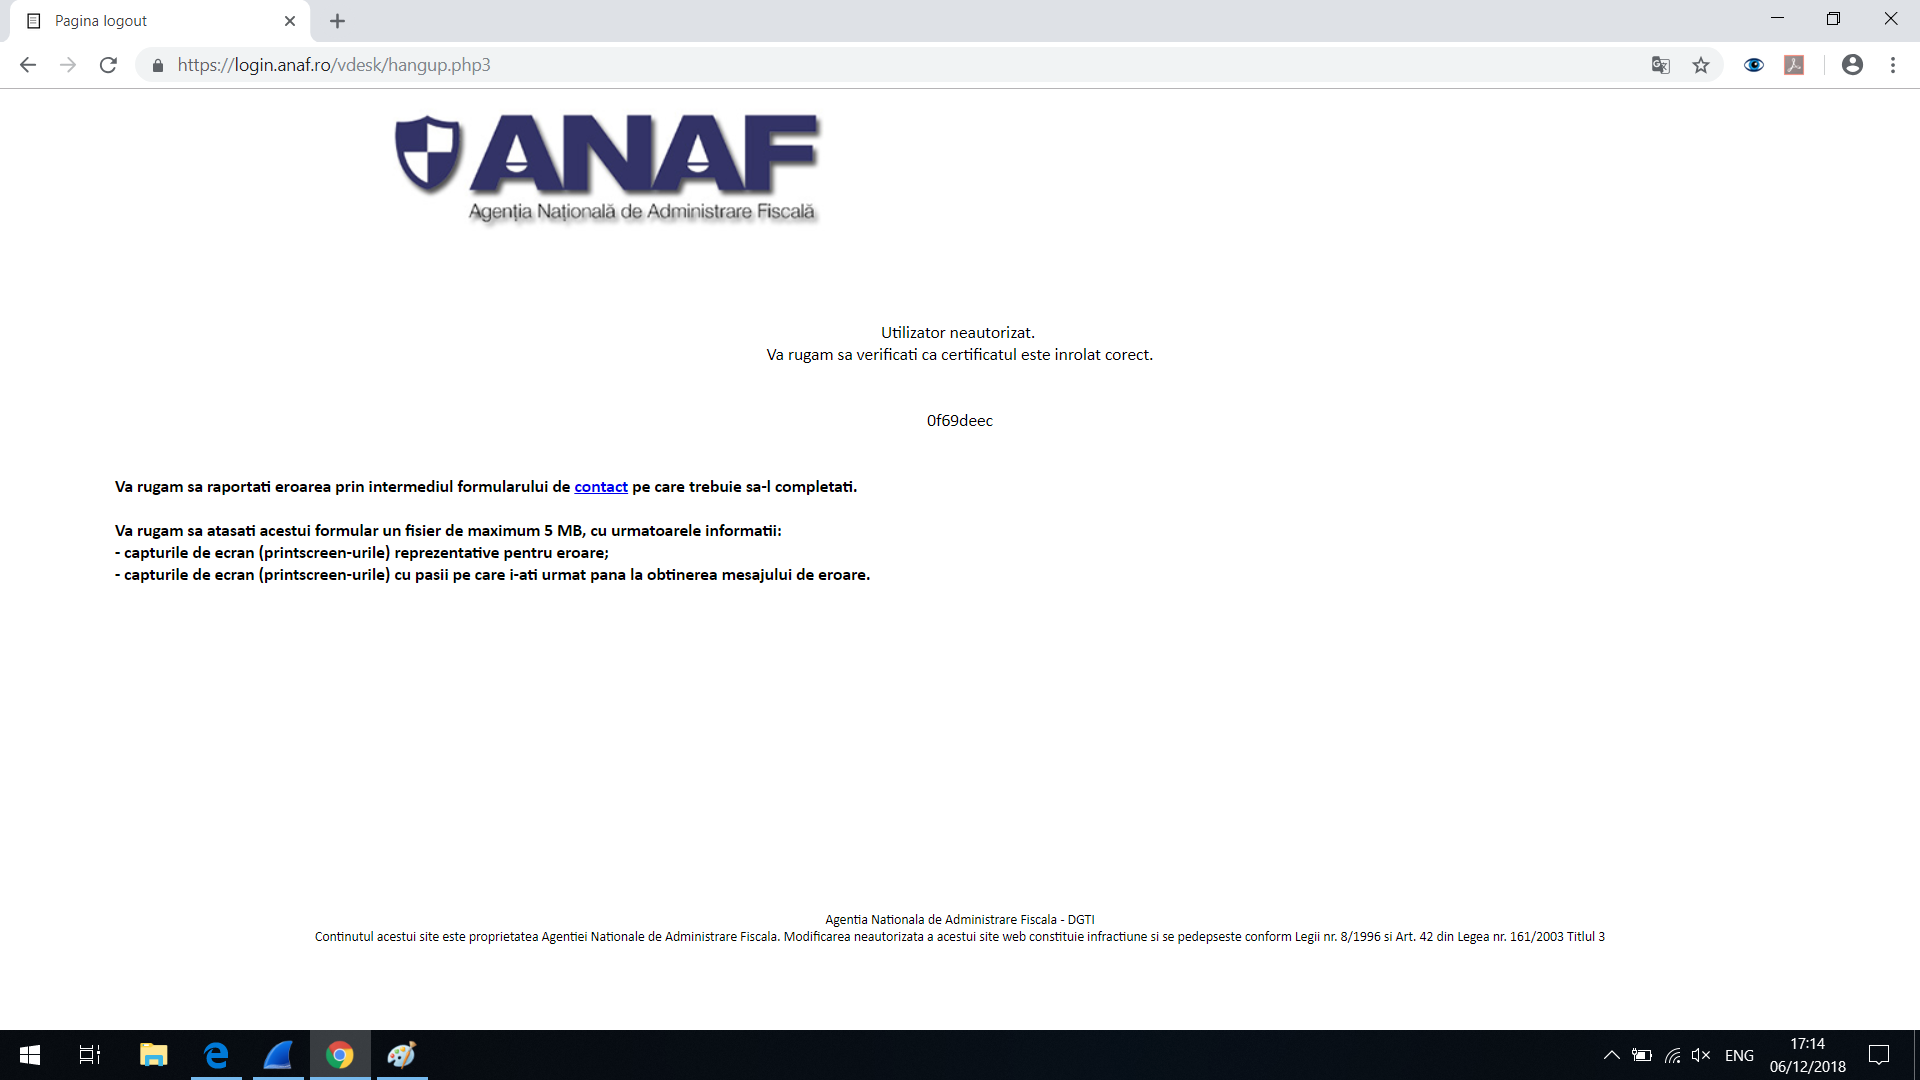 Pagina logout
https://login.anaf.ro/vdesk/hangup.php3
ANAF
Agenția Națională de Administrare Fiscală
Utilizator neautorizat.
Va rugam sa verificati ca certificatul este inrolat corect.
0f69deec
Va rugam sa raportati eroarea prin intermediul formularului de contact pe care trebuie sa-l completati.
Va rugam sa atasati acestui formular un fisier de maximum 5 MB, cu urmatoarele informatii:
- capturile de ecran (printscreen-urile) reprezentative pentru eroare;
- capturile de ecran (printscreen-urile) cu pasii pe care i-ati urmat pana la obtinerea mesajului de eroare.
Agentia Nationala de Administrare Fiscala - DGTI
Continutul acestui site este proprietatea Agentiei Nationale de Administrare Fiscala. Modificarea neautorizata a acestui site web constituie infractiune si se pedepseste conform Legii nr. 8/1996 si Art. 42 din Legea nr. 161/2003 Titlul 3
ENG
17:14
06/12/2018